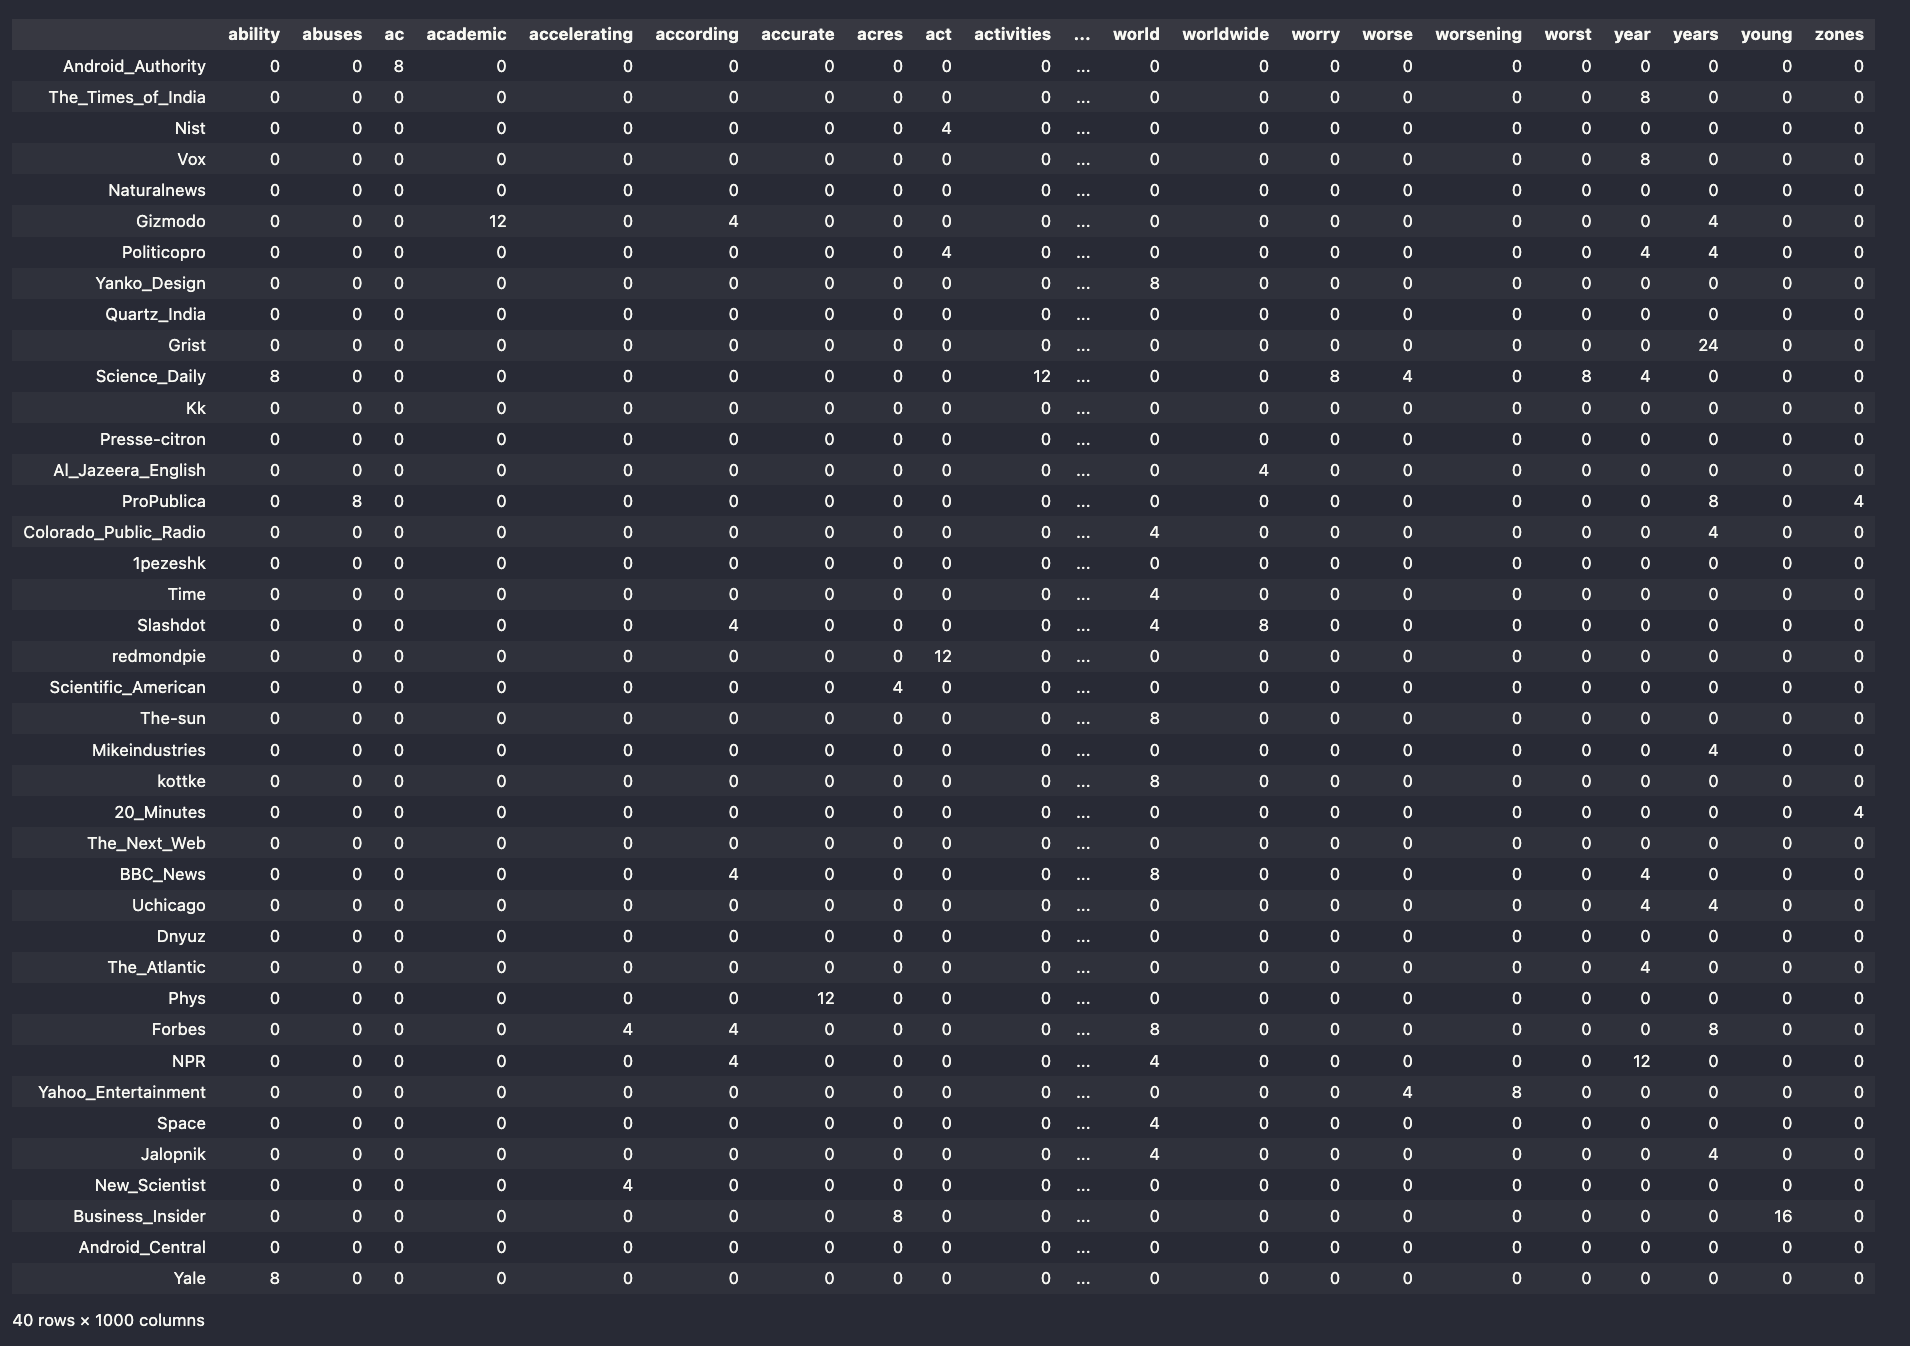 ability abuses ac academic accelerating according accurate acres act activities ... world worldwide worry worse worsening worst year years young zones
Android_Authority 0 0 8 0 0 0 0 0 0 0 ... 0 0 0 0 0 0 0 0 0 0
The_Times_of_India 0 0 0 0 0 0 0 0 0 0 ... 0 0 0 0 0 0 8 0 0 0
Nist 0 0 0 0 0 0 0 0 4 0 ... 0 0 0 0 0 0 0 0 0 0
Vox 0 0 0 0 0 0 0 0 0 0 ... 0 0 0 0 0 0 8 0 0 0
Naturalnews 0 0 0 0 0 0 0 0 0 0 ... 0 0 0 0 0 0 0 0 0 0
Gizmodo 0 0 0 12 0 4 0 0 0 0 ... 0 0 0 0 0 0 0 4 0 0
Politicopro 0 0 0 0 0 0 0 0 4 0 ... 0 0 0 0 0 0 4 4 0 0
Yanko_Design 0 0 0 0 0 0 0 0 0 0 ... 8 0 0 0 0 0 0 0 0 0
Quartz_India 0 0 0 0 0 0 0 0 0 0 ... 0 0 0 0 0 0 0 0 0 0
Grist 0 0 0 0 0 0 0 0 0 0 ... 0 0 0 0 0 0 0 24 0 0
Science_Daily 8 0 0 0 0 0 0 0 0 12 ... 0 0 8 4 0 8 4 0 0 0
Kk 0 0 0 0 0 0 0 0 0 0 ... 0 0 0 0 0 0 0 0 0 0
Presse-citron 0 0 0 0 0 0 0 0 0 0 ... 0 0 0 0 0 0 0 0 0 0
Al_Jazeera_English 0 0 0 0 0 0 0 0 0 0 ... 0 4 0 0 0 0 0 0 0 0
ProPublica 0 8 0 0 0 0 0 0 0 0 ... 0 0 0 0 0 0 0 8 0 4
Colorado_Public_Radio 0 0 0 0 0 0 0 0 0 0 ... 4 0 0 0 0 0 0 4 0 0
1pezeshk 0 0 0 0 0 0 0 0 0 0 ... 0 0 0 0 0 0 0 0 0 0
Time 0 0 0 0 0 0 0 0 0 0 ... 4 0 0 0 0 0 0 0 0 0
Slashdot 0 0 0 0 0 4 0 0 0 0 ... 4 8 0 0 0 0 0 0 0 0
redmondpie 0 0 0 0 0 0 0 0 12 0 ... 0 0 0 0 0 0 0 0 0 0
Scientific_American 0 0 0 0 0 0 0 4 0 0 ... 0 0 0 0 0 0 0 0 0 0
The-sun 0 0 0 0 0 0 0 0 0 0 ... 8 0 0 0 0 0 0 0 0 0
Mikeindustries 0 0 0 0 0 0 0 0 0 0 ... 0 0 0 0 0 0 0 4 0 0
kottke 0 0 0 0 0 0 0 0 0 0 ... 8 0 0 0 0 0 0 0 0 0
20_Minutes 0 0 0 0 0 0 0 0 0 0 ... 0 0 0 0 0 0 0 0 0 4
The_Next_Web 0 0 0 0 0 0 0 0 0 0 ... 0 0 0 0 0 0 0 0 0 0
BBC_News 0 0 0 0 0 4 0 0 0 0 ... 8 0 0 0 0 0 4 0 0 0
Uchicago 0 0 0 0 0 0 0 0 0 0 ... 0 0 0 0 0 0 4 4 0 0
Dnyuz 0 0 0 0 0 0 0 0 0 0 ... 0 0 0 0 0 0 0 0 0 0
The_Atlantic 0 0 0 0 0 0 0 0 0 0 ... 0 0 0 0 0 0 4 0 0 0
Phys 0 0 0 0 0 0 12 0 0 0 ... 0 0 0 0 0 0 0 0 0 0
Forbes 0 0 0 0 4 4 0 0 0 0 ... 8 0 0 0 0 0 0 8 0 0
NPR 0 0 0 0 0 4 0 0 0 0 ... 4 0 0 0 0 0 12 0 0 0
Yahoo_Entertainment 0 0 0 0 0 0 0 0 0 0 ... 0 0 0 4 8 0 0 0 0 0
Space 0 0 0 0 0 0 0 0 0 0 ... 4 0 0 0 0 0 0 0 0 0
Jalopnik 0 0 0 0 0 0 0 0 0 0 ... 4 0 0 0 0 0 0 4 0 0
New_Scientist 0 0 0 0 4 0 0 0 0 0 ... 0 0 0 0 0 0 0 0 0 0
Business_Insider 0 0 0 0 0 0 0 8 0 0 ... 0 0 0 0 0 0 0 0 16 0
Android_Central 0 0 0 0 0 0 0 0 0 0 ... 0 0 0 0 0 0 0 0 0 0
Yale 8 0 0 0 0 0 0 0 0 0 ... 0 0 0 0 0 0 0 0 0 0
40 rows × 1000 columns